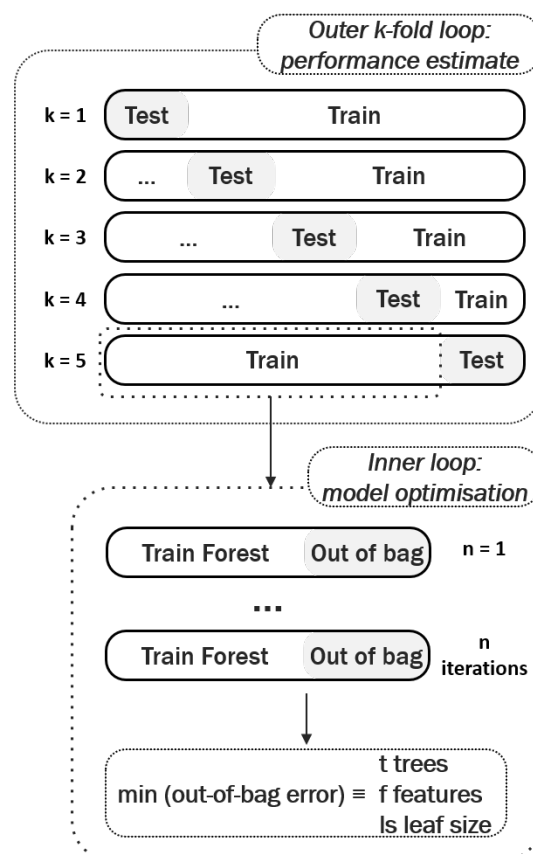 Outer k-fold loop:
performance estimate
k = 1 Test Train
k = 2 ... Test Train
k = 3 ... Test Train
k = 4 ... Test Train
k = 5 Train Test
Inner loop:
model optimisation
Train Forest Out of bag n = 1
...
Train Forest Out of bag n
iterations
t trees
min (out-of-bag error) ≡ f features
ls leaf size